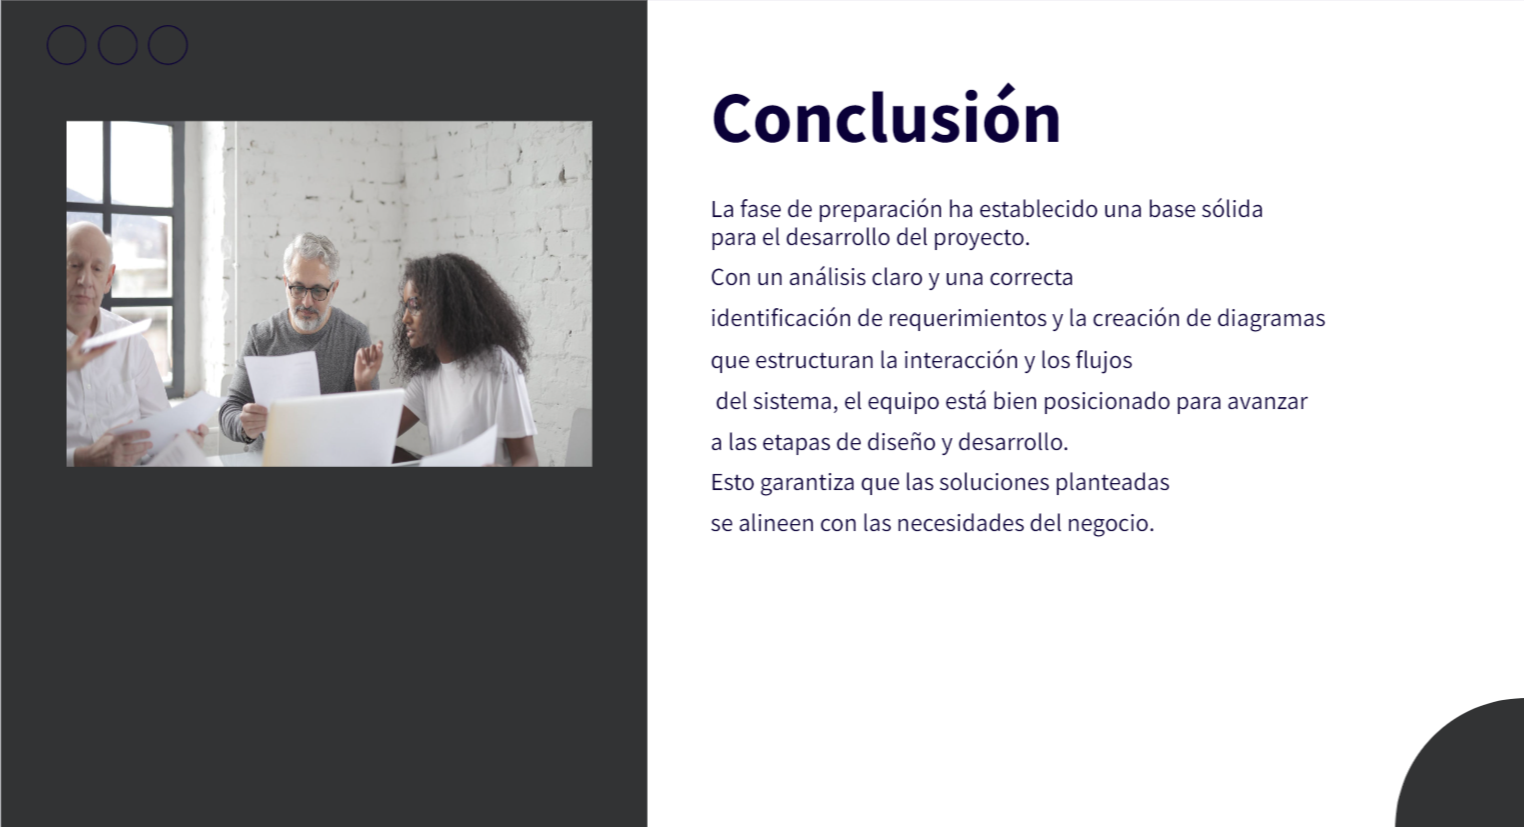 Conclusión
La fase de preparación ha establecido una base sólida
para el desarrollo del proyecto.
Con un análisis claro y una correcta
identificación de requerimientos y la creación de diagramas
que estructuran la interacción y los flujos
del sistema, el equipo está bien posicionado para avanzar
a las etapas de diseño y desarrollo.
Esto garantiza que las soluciones planteadas
se alineen con las necesidades del negocio.